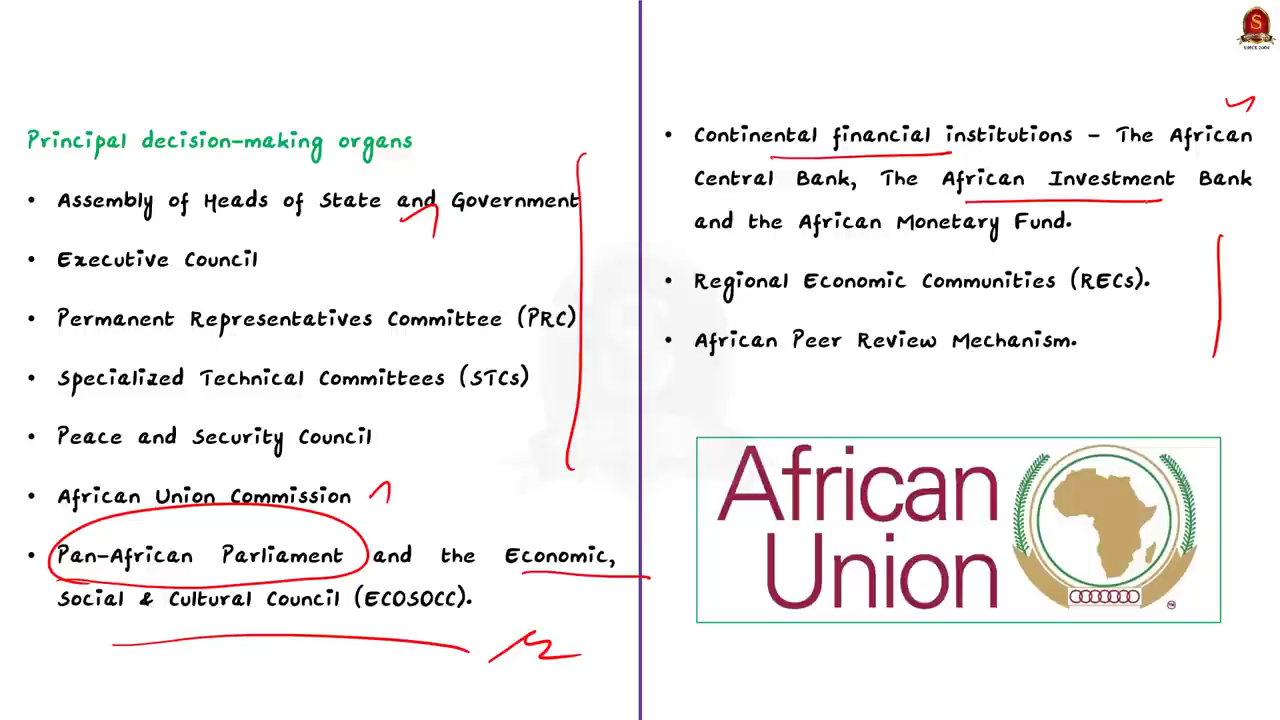 Principal decision-making organs
• Assembly of Heads of State and Government
• Executive Council
• Permanent Representatives Committee (PRC)
• Specialized Technical Committees (STCs)
• Peace and Security Council
• African Union Commission
• Pan-African Parliament and the Economic,
Social & Cultural Council (ECOSOCC).
• Continental financial institutions – The African
Central Bank, The African Investment Bank
and the African Monetary Fund.
• Regional Economic Communities (RECs).
• African Peer Review Mechanism.
African
Union
S
SINCE 2004